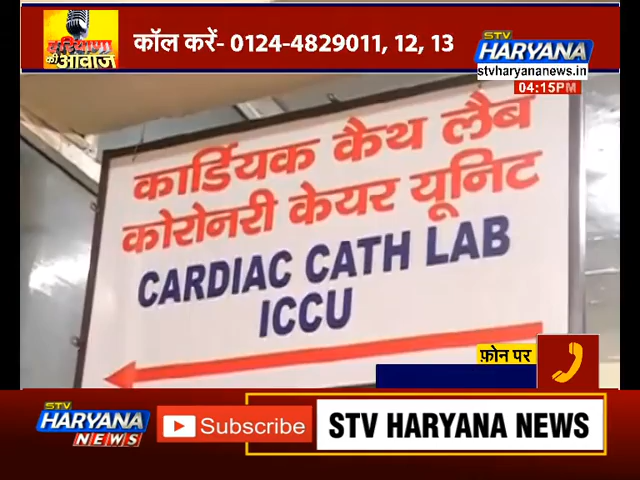 हरियाणा
की आवाज
कॉल करें- 0124-4829011, 12, 13
STV
HARYANA
stvharyananews.in
04:15PM
कार्डियक कैथ लैब
कोरोनरी केयर यूनिट
CARDIAC CATH LAB
ICCU
फ़ोन पर
STV
HARYANA
NEWS
Subscribe
STV HARYANA NEWS